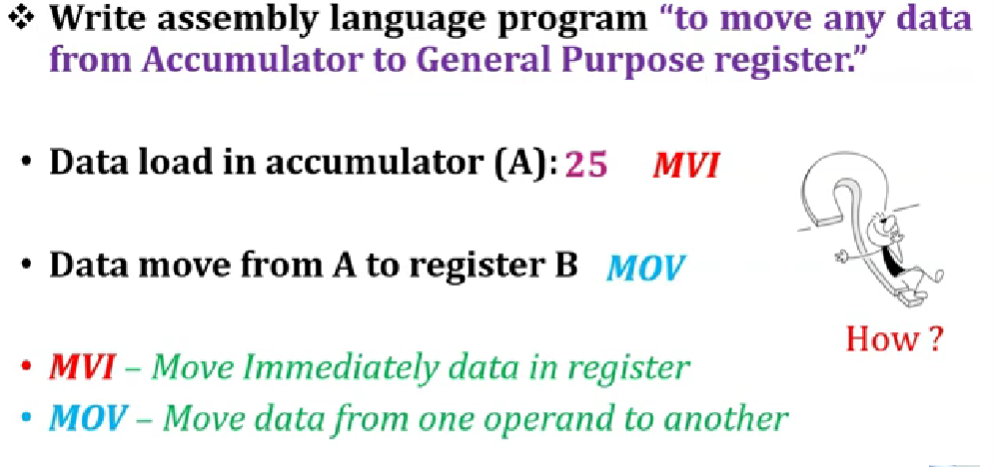 ❖ Write assembly language program “to move any data
from Accumulator to General Purpose register.”
• Data load in accumulator (A): 25 MVI
• Data move from A to register B MOV
How ?
• MVI – Move Immediately data in register
• MOV – Move data from one operand to another